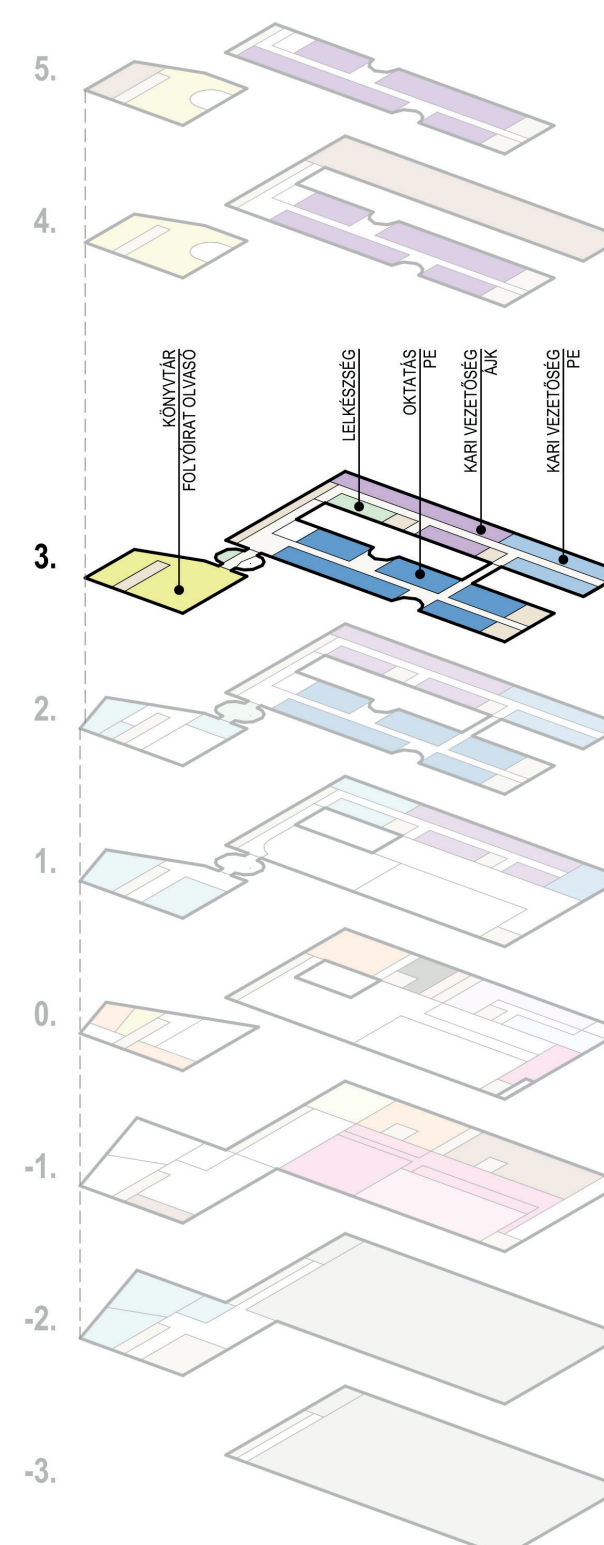 5.
4.
KÖNYVTÁR
FOLYÓIRAT OLVASÓ
LELKÉSZSÉG
OKTATÁS
PE
KARI VEZETŐSÉG
ÁJK
KARI VEZETŐSÉG
PE
3.
2.
1.
0.
-1.
-2.
-3.